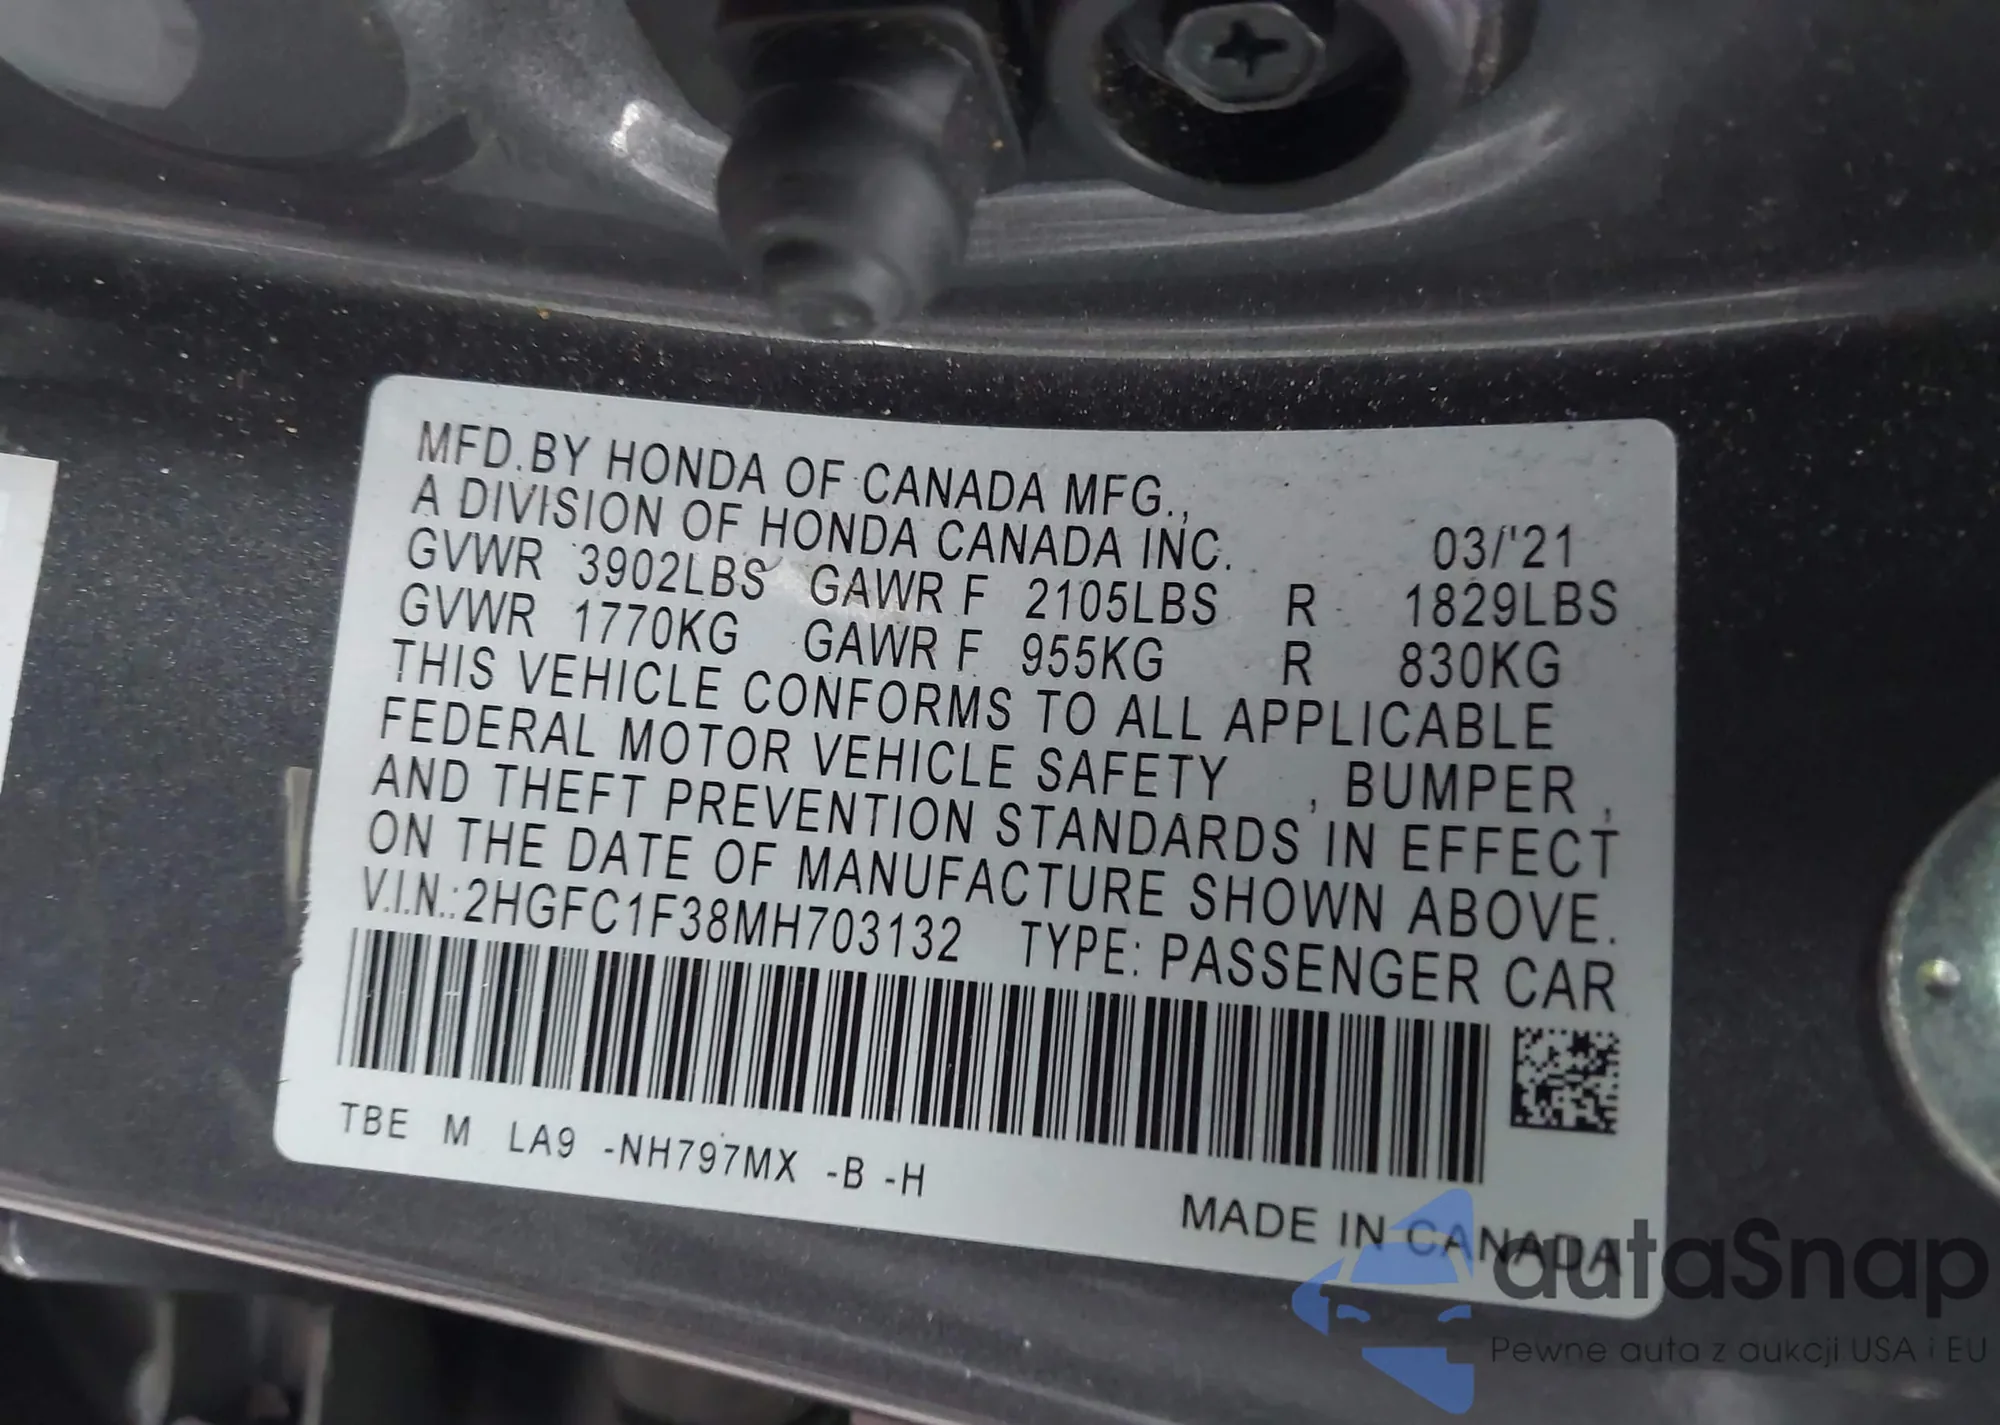 MFD.BY HONDA OF CANADA MFG.,
A DIVISION OF HONDA CANADA INC. 03/'21
GVWR 3902LBS GAWR F 2105LBS R 1829LBS
GVWR 1770KG GAWR F 955KG R 830KG
THIS VEHICLE CONFORMS TO ALL APPLICABLE
FEDERAL MOTOR VEHICLE SAFETY , BUMPER ,
AND THEFT PREVENTION STANDARDS IN EFFECT
ON THE DATE OF MANUFACTURE SHOWN ABOVE.
V.I.N.:2HGFC1F38MH703132 TYPE: PASSENGER CAR
TBE M LA9 -NH797MX -B -H
MADE IN CANADA
autaSnap
Pewne auta z aukcji USA i EU